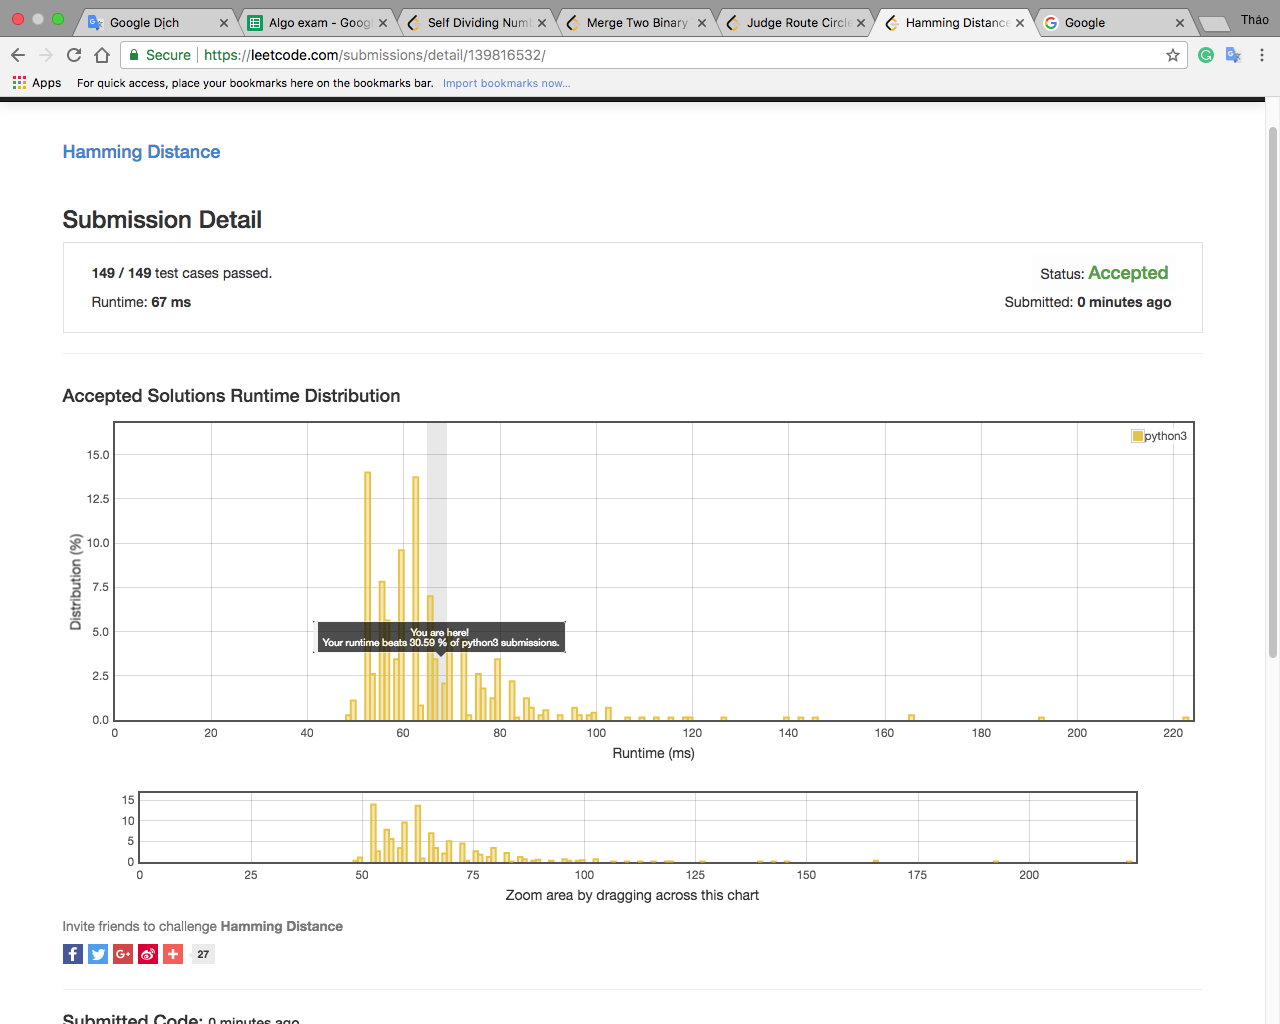 Google Dịch
Algo exam - Googl
Self Dividing Num
Merge Two Binary
Judge Route Circle
Hamming Distance
Google
Tháo
Secure
https://leetcode.com/submissions/detail/139816532/
Apps
For quick access, place your bookmarks here on the bookmarks bar.
Import bookmarks now...
Hamming Distance
Submission Detail
149 / 149 test cases passed.
Status: Accepted
Runtime: 67 ms
Submitted: 0 minutes ago
Accepted Solutions Runtime Distribution
python3
15.0
12.5
10.0
7.5
5.0
2.5
0.0
Distribution (%)
You are here!
Your runtime beats 30.59 % of python3 submissions.
0 20 40 60 80 100 120 140 160 180 200 220
Runtime (ms)
15
10
5
0
0 25 50 75 100 125 150 175 200
Zoom area by dragging across this chart
Invite friends to challenge Hamming Distance
27
Submitted Code: 0 minutes ago